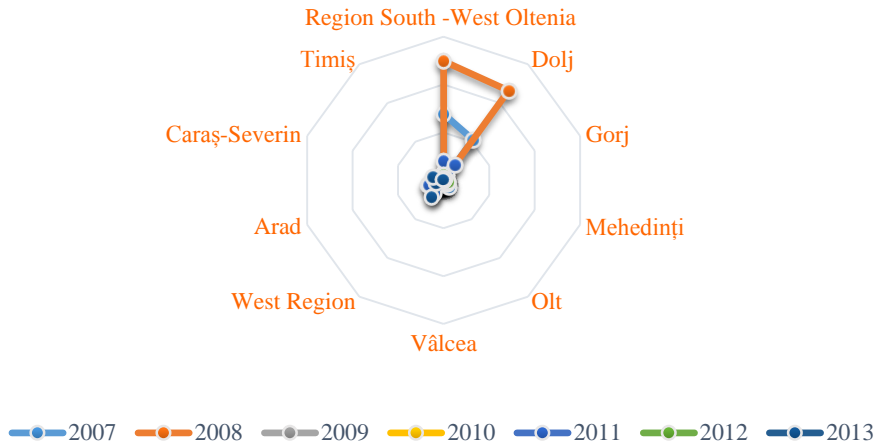 Region South -West Oltenia
Timiș
Dolj
Caraș-Severin
Gorj
Arad
Mehedinți
West Region
Olt
Vâlcea
2007 2008 2009 2010 2011 2012 2013